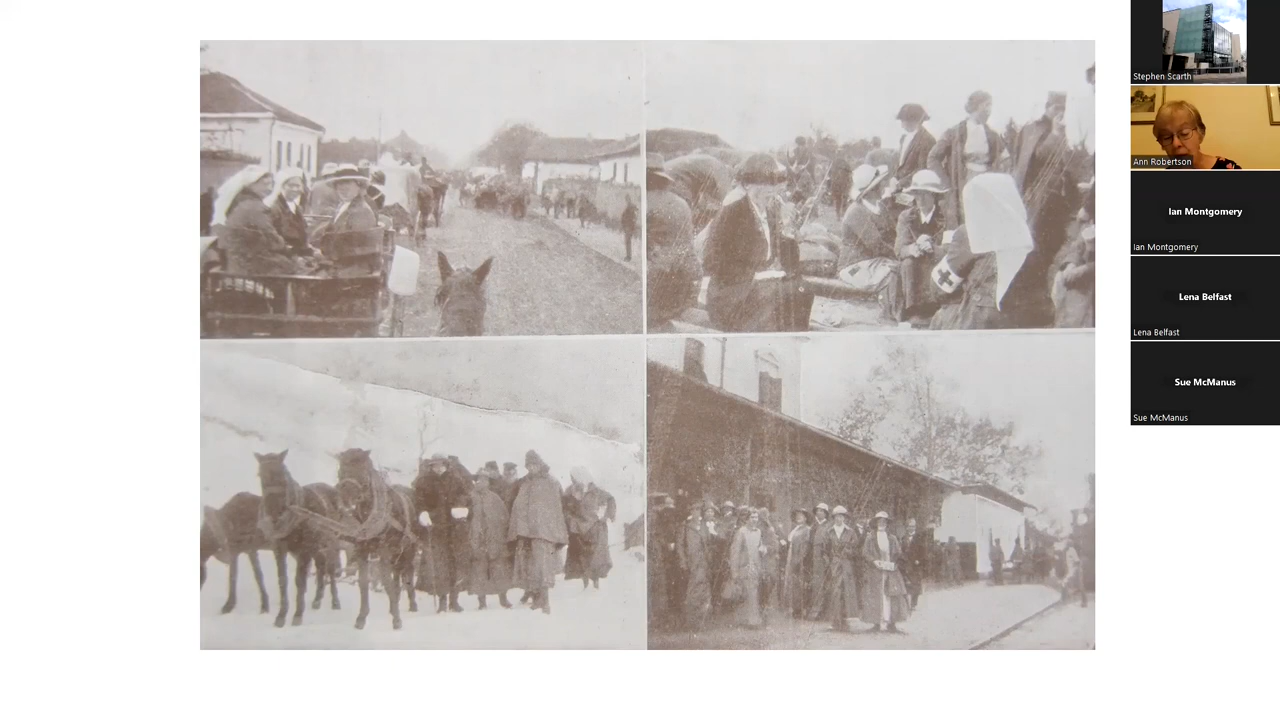 Stephen Scarth
Ann Robertson
Ian Montgomery
Ian Montgomery
Lena Belfast
Lena Belfast
Sue McManus
Sue McManus